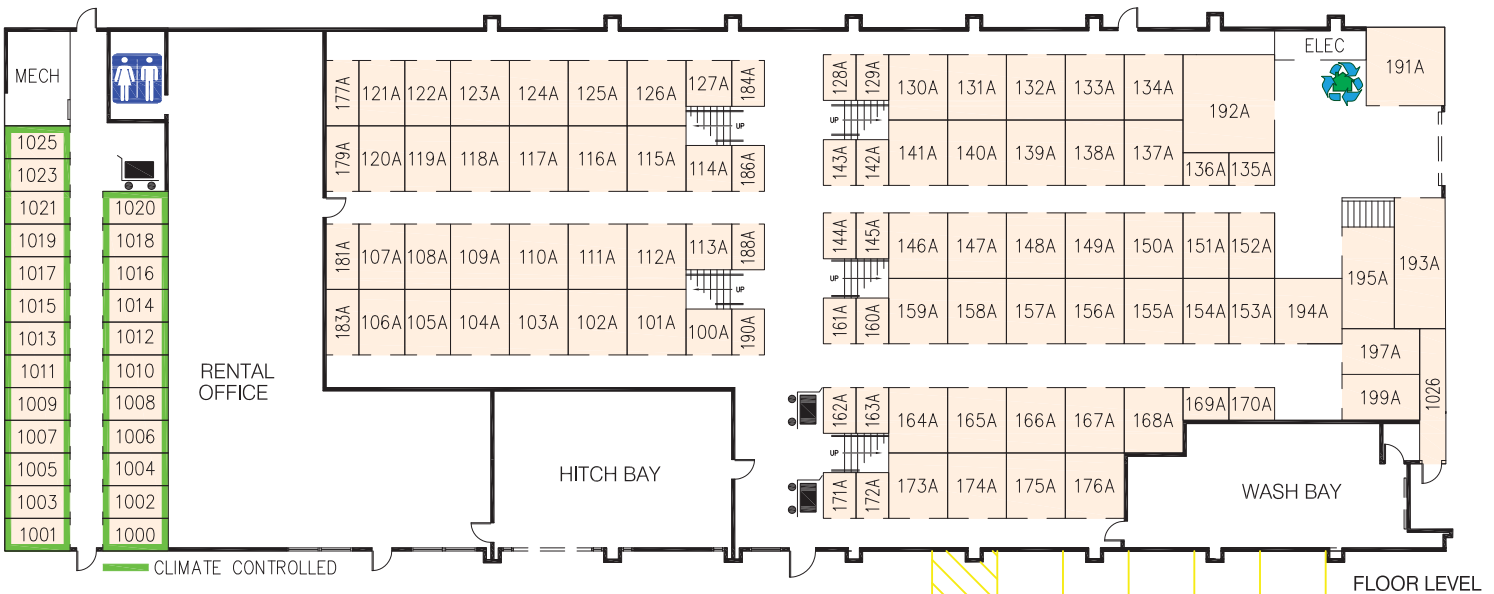 ELEC
MECH
191A
177A
121A
122A
123A
124A
125A
126A
127A
184A
128A
129A
130A
131A
132A
133A
134A
192A
UP
UP
1025
179A
120A
119A
118A
117A
116A
115A
114A
186A
143A
142A
141A
140A
139A
138A
137A
136A
135A
1023
1021
1020
1019
1018
181A
107A
108A
109A
110A
111A
112A
113A
188A
144A
145A
146A
147A
148A
149A
150A
151A
152A
195A
193A
1017
1016
UP
UP
1015
1014
183A
106A
105A
104A
103A
102A
101A
100A
190A
161A
160A
159A
158A
157A
156A
155A
154A
153A
194A
1013
1012
197A
1011
1010
RENTAL
OFFICE
199A
1026
1009
1008
162A
163A
164A
165A
166A
167A
168A
169A
170A
1007
1006
UP
1005
1004
HITCH BAY
171A
172A
173A
174A
175A
176A
WASH BAY
1003
1002
1001
1000
CLIMATE CONTROLLED
FLOOR LEVEL